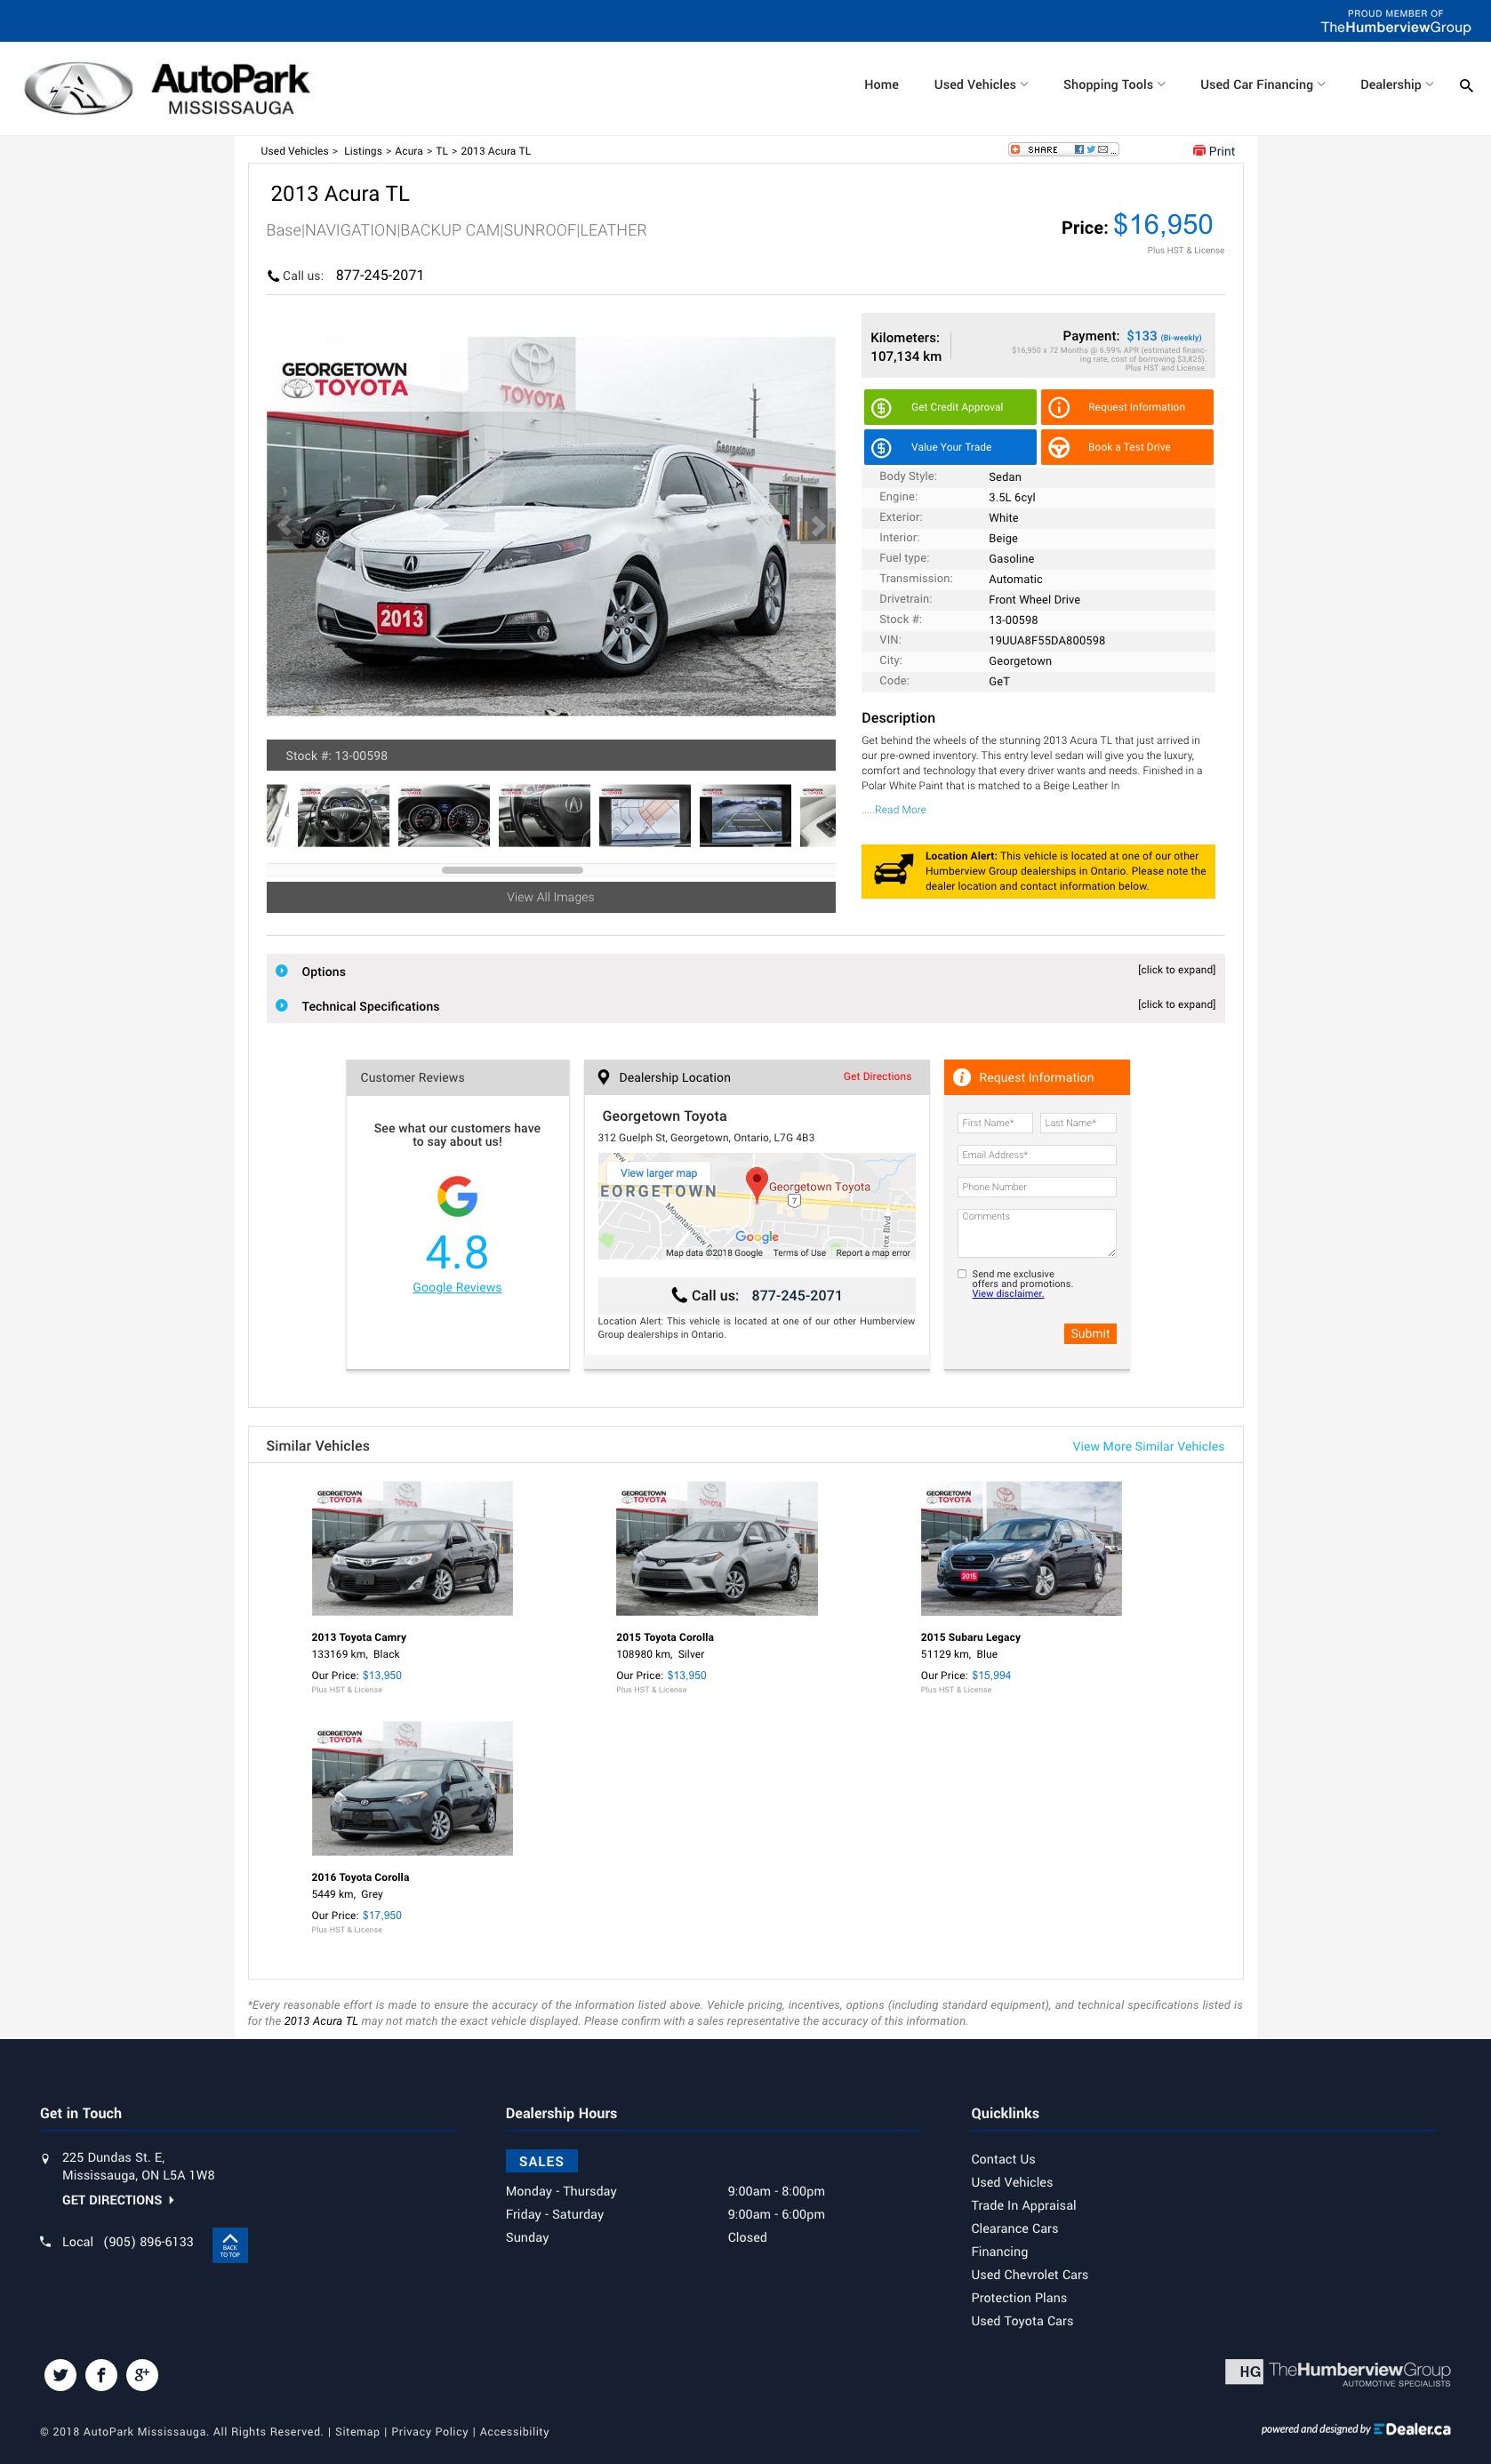 PROUD MEMBER OF
TheHumberviewGroup
AutoPark
MISSISSAUGA
Home
Used Vehicles
Shopping Tools
Used Car Financing
Dealership
Used Vehicles > Listings > Acura > TL > 2013 Acura TL
SHARE
...
Print
2013 Acura TL
Base|NAVIGATION|BACKUP CAM|SUNROOF|LEATHER
Price: $16,950
Plus HST & License
Call us: 877-245-2071
GEORGETOWN
TOYOTA
TOYOTA
Georgetown
2013
Kilometers:
107,134 km
Payment: $133 (Bi-weekly)
$16,950 x 72 Months @ 6.99% APR (estimated financ-
ing rate, cost of borrowing $3,825).
Plus HST and License.
Get Credit Approval
Request Information
Value Your Trade
Book a Test Drive
Body Style: Sedan
Engine: 3.5L 6cyl
Exterior: White
Interior: Beige
Fuel type: Gasoline
Transmission: Automatic
Drivetrain: Front Wheel Drive
Stock #: 13-00598
VIN: 19UUA8F55DA800598
City: Georgetown
Code: GeT
Description
Get behind the wheels of the stunning 2013 Acura TL that just arrived in
our pre-owned inventory. This entry level sedan will give you the luxury,
comfort and technology that every driver wants and needs. Finished in a
Polar White Paint that is matched to a Beige Leather In
.....Read More
Stock #: 13-00598
View All Images
Location Alert: This vehicle is located at one of our other
Humberview Group dealerships in Ontario. Please note the
dealer location and contact information below.
Options
[click to expand]
Technical Specifications
[click to expand]
Customer Reviews
See what our customers have
to say about us!
4.8
Google Reviews
Dealership Location
Get Directions
Georgetown Toyota
312 Guelph St, Georgetown, Ontario, L7G 4B3
View larger map
EORGETOWN
Georgetown Toyota
7
Mountainview
rex Blvd
Google
Map data ©2018 Google
Terms of Use
Report a map error
Call us: 877-245-2071
Location Alert: This vehicle is located at one of our other Humberview
Group dealerships in Ontario.
Request Information
First Name*
Last Name*
Email Address*
Phone Number
Comments
Send me exclusive
offers and promotions.
View disclaimer.
Submit
Similar Vehicles
View More Similar Vehicles
GEORGETOWN
TOYOTA
TOYOTA
GEORGETOWN
TOYOTA
TOYOTA
GEORGETOWN
TOYOTA
TOYOTA
2015
2013 Toyota Camry
133169 km, Black
Our Price: $13,950
Plus HST & License
2015 Toyota Corolla
108980 km, Silver
Our Price: $13,950
Plus HST & License
2015 Subaru Legacy
51129 km, Blue
Our Price: $15,994
Plus HST & License
GEORGETOWN
TOYOTA
TOYOTA
2016 Toyota Corolla
5449 km, Grey
Our Price: $17,950
Plus HST & License
*Every reasonable effort is made to ensure the accuracy of the information listed above. Vehicle pricing, incentives, options (including standard equipment), and technical specifications listed is
for the 2013 Acura TL may not match the exact vehicle displayed. Please confirm with a sales representative the accuracy of this information.
Get in Touch
225 Dundas St. E,
Mississauga, ON L5A 1W8
GET DIRECTIONS
Local (905) 896-6133
BACK
TO TOP
Dealership Hours
SALES
Monday - Thursday 9:00am - 8:00pm
Friday - Saturday 9:00am - 6:00pm
Sunday Closed
Quicklinks
Contact Us
Used Vehicles
Trade In Appraisal
Clearance Cars
Financing
Used Chevrolet Cars
Protection Plans
Used Toyota Cars
HG TheHumberviewGroup
AUTOMOTIVE SPECIALISTS
© 2018 AutoPark Mississauga. All Rights Reserved. | Sitemap | Privacy Policy | Accessibility
powered and designed by EDealer.ca